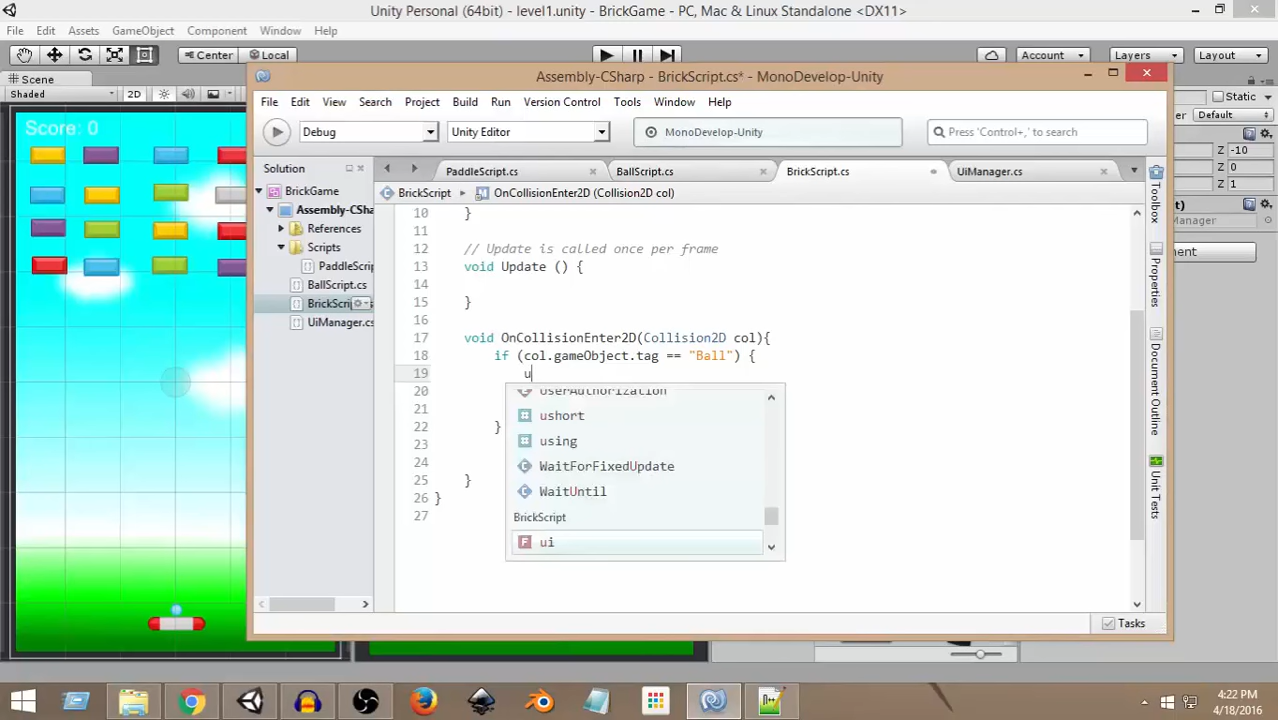 Unity Personal (64bit) - level1.unity - BrickGame - PC, Mac & Linux Standalone <DX11>
File Edit Assets GameObject Component Window Help
Center Local Account Layers Layout
Scene
Shaded 2D
Static
Default
Score: 0
Assembly-CSharp - BrickScript.cs* - MonoDevelop-Unity
File Edit View Search Project Build Run Version Control Tools Window Help
Debug Unity Editor MonoDevelop-Unity Press 'Control+,' to search
Solution PaddleScript.cs BallScript.cs BrickScript.cs UiManager.cs
BrickGame BrickScript OnCollisionEnter2D (Collision2D col)
Assembly-CSha
References
Scripts
PaddleScrip
BallScript.cs
BrickScri
UiManager.cs
10 }
11
12 // Update is called once per frame
13 void Update () {
14
15 }
16
17 void OnCollisionEnter2D(Collision2D col){
18 if (col.gameObject.tag == "Ball") {
19 u
20
21
22 }
23
24
25 }
26 }
27
userAuthorization
ushort
using
WaitForFixedUpdate
WaitUntil
BrickScript
ui
Toolbox
Properties
Document Outline
Unit Tests
Z -10
Z 0
Z 1
Tasks
4:22 PM
4/18/2016